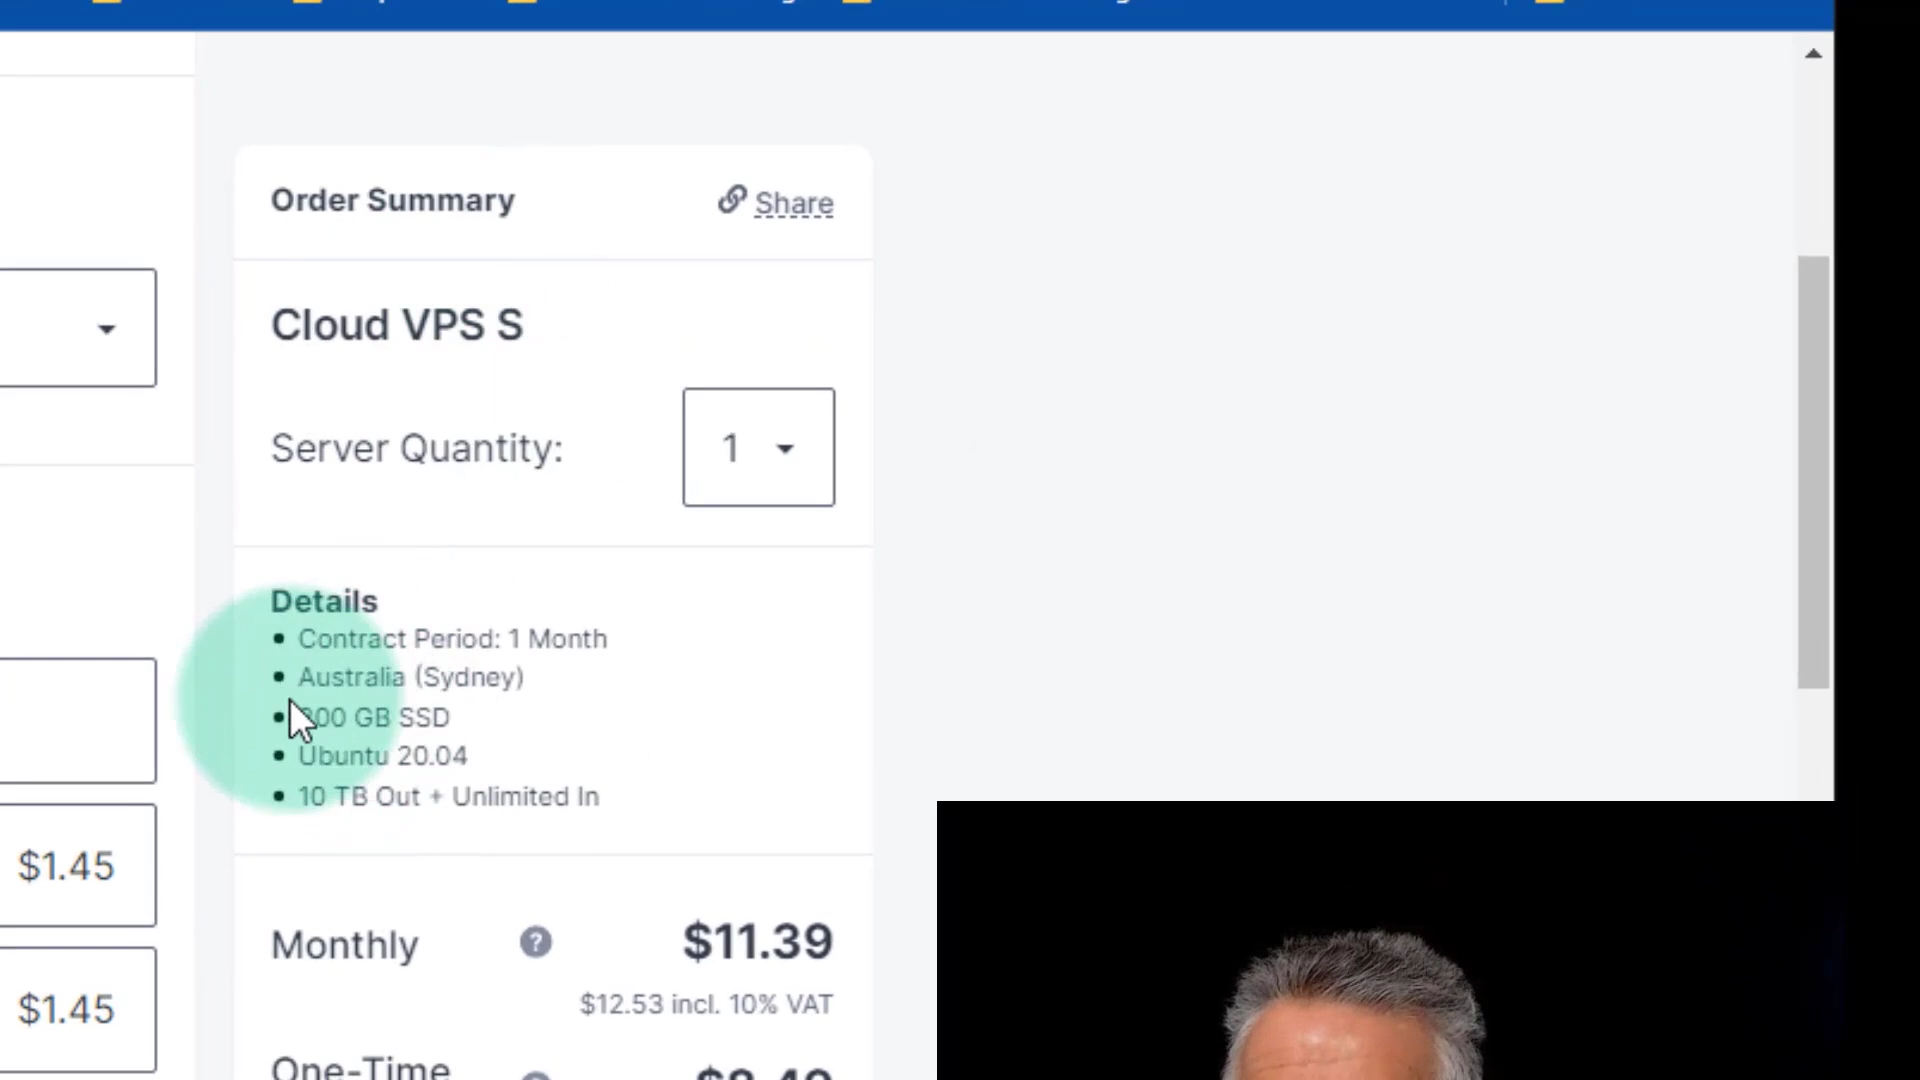 Order Summary
Share
Cloud VPS S
Server Quantity:
1
Details
Contract Period: 1 Month
Australia (Sydney)
GB SSD
Ubuntu 20.04
10 TB Out + Unlimited In
$1.45
Monthly
?
$11.39
$12.53 incl. 10% VAT
$1.45
One-Time